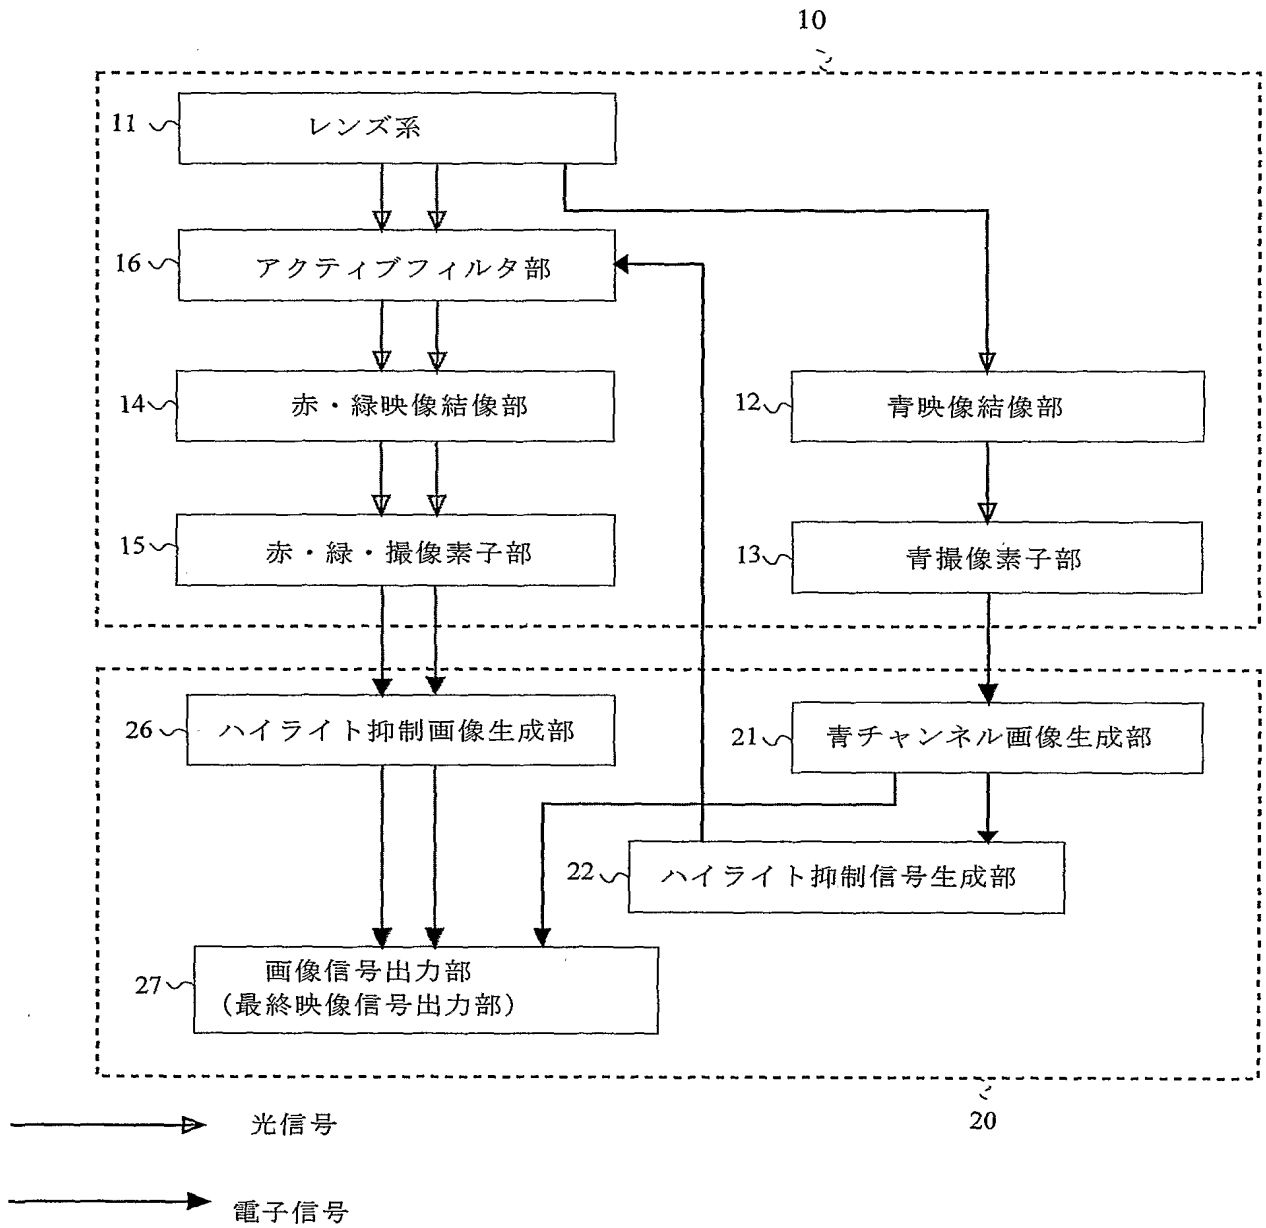 10
11
レンズ系
16
アクティブフィルタ部
14
赤・緑映像結像部
12
青映像結像部
15
赤・緑・撮像素子部
13
青撮像素子部
26
ハイライト抑制画像生成部
21
青チャンネル画像生成部
22
ハイライト抑制信号生成部
27
画像信号出力部
(最終映像信号出力部)
20
光信号
電子信号